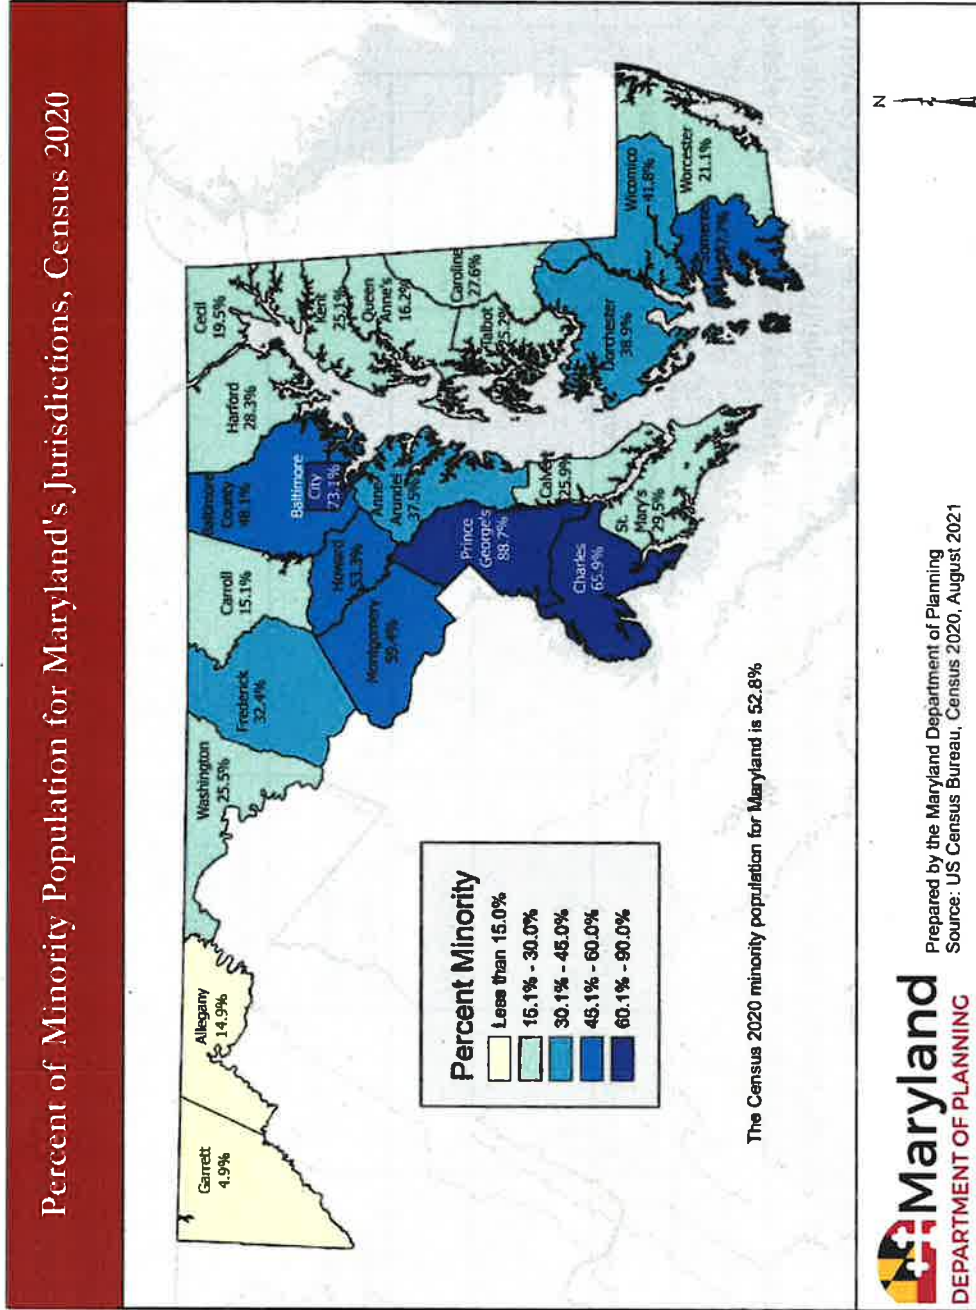 Percent of Minority Population for Maryland's Jurisdictions, Census 2020
Garrett
4.9%
Allegany
14.9%
Washington
25.5%
Frederick
32.4%
Carroll
15.1%
Baltimore
County
48.1%
Harford
28.3%
Cecil
19.5%
Baltimore
City
73.1%
Howard
53.3%
Montgomery
59.4%
Anne
Arundel
37.5%
Kent
25.1%
Queen
Anne's
16.2%
Caroline
27.6%
Talbot
25.2%
Prince
George's
88.7%
Calvert
25.9%
Charles
65.9%
St.
Mary's
29.5%
Dorchester
38.9%
Wicomico
41.8%
Worcester
21.1%
Somerset
Percent Minority
Less than 15.0%
15.1% - 30.0%
30.1% - 45.0%
45.1% - 60.0%
60.1% - 90.0%
The Census 2020 minority population for Maryland is 52.8%
N
Maryland
DEPARTMENT OF PLANNING
Prepared by the Maryland Department of Planning
Source: US Census Bureau, Census 2020, August 2021